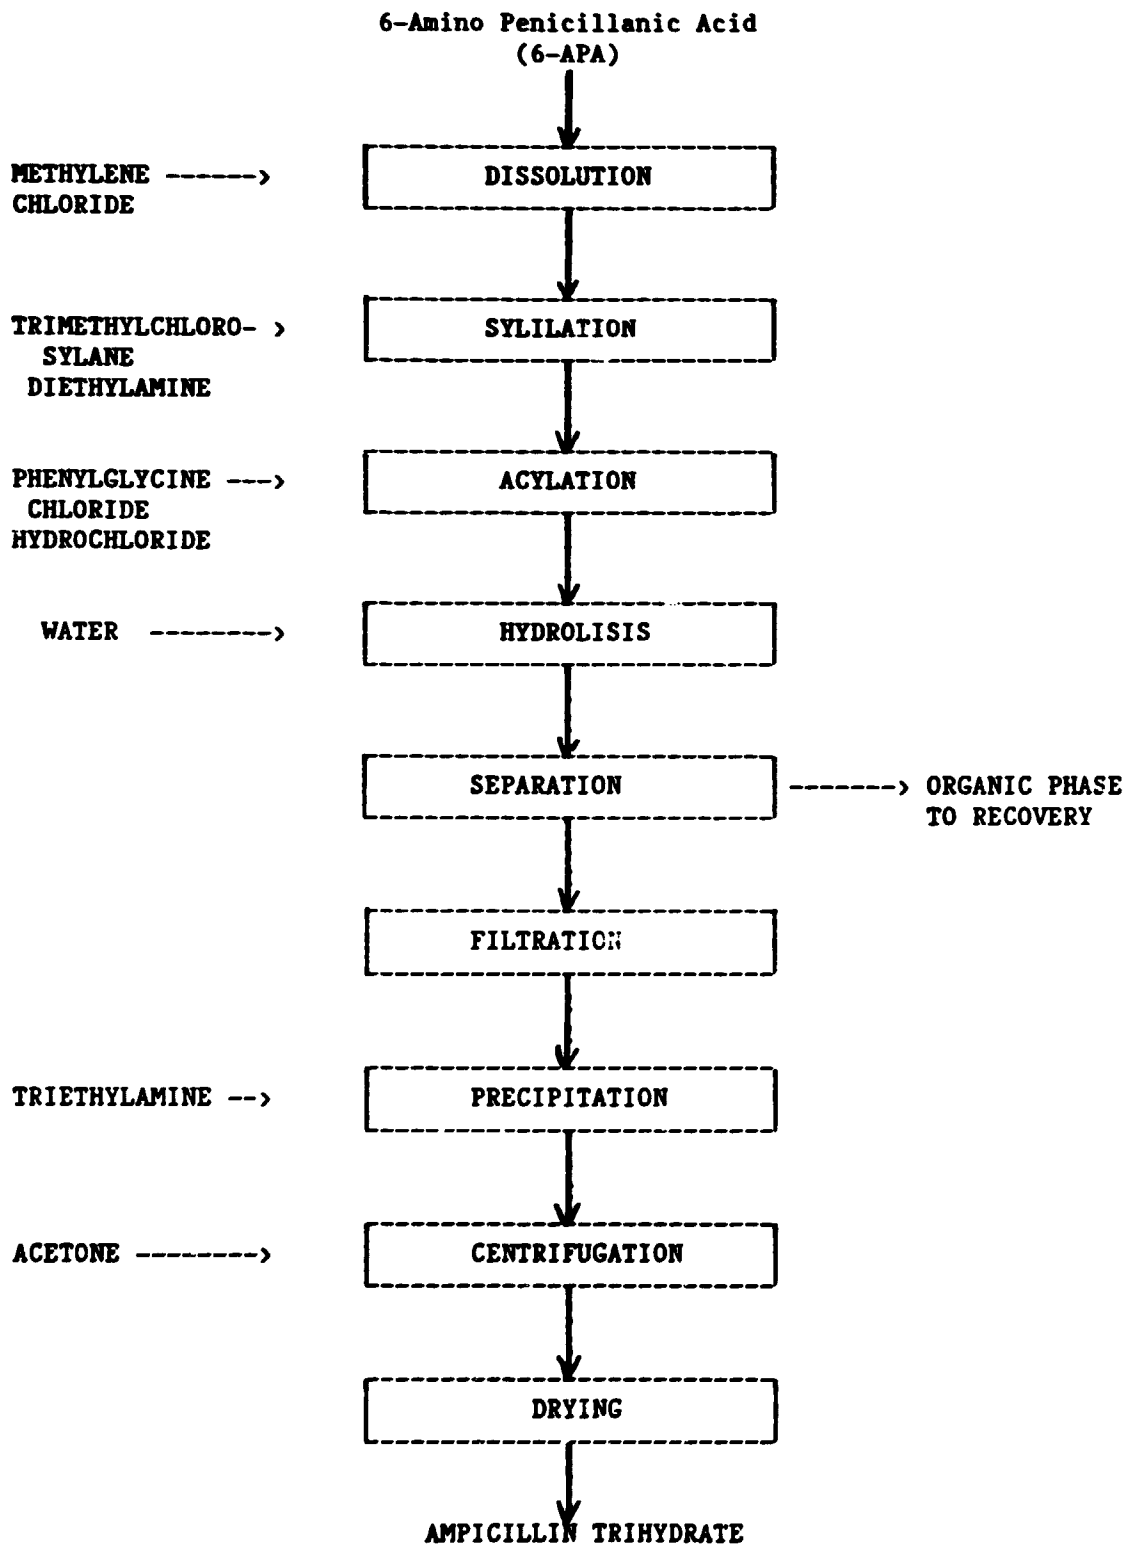 6-Amino Penicillanic Acid
(6-APA)
METHYLENE ------>
CHLORIDE
DISSOLUTION
TRIMETHYLCHLORO- >
SYLANE
DIETHYLAMINE
SYLILATION
PHENYLGLYCINE --->
CHLORIDE
HYDROCHLORIDE
ACYLATION
WATER -------->
HYDROLISIS
SEPARATION
-------> ORGANIC PHASE
TO RECOVERY
FILTRATION
TRIETHYLAMINE -->
PRECIPITATION
ACETONE -------->
CENTRIFUGATION
DRYING
AMPICILLIN TRIHYDRATE